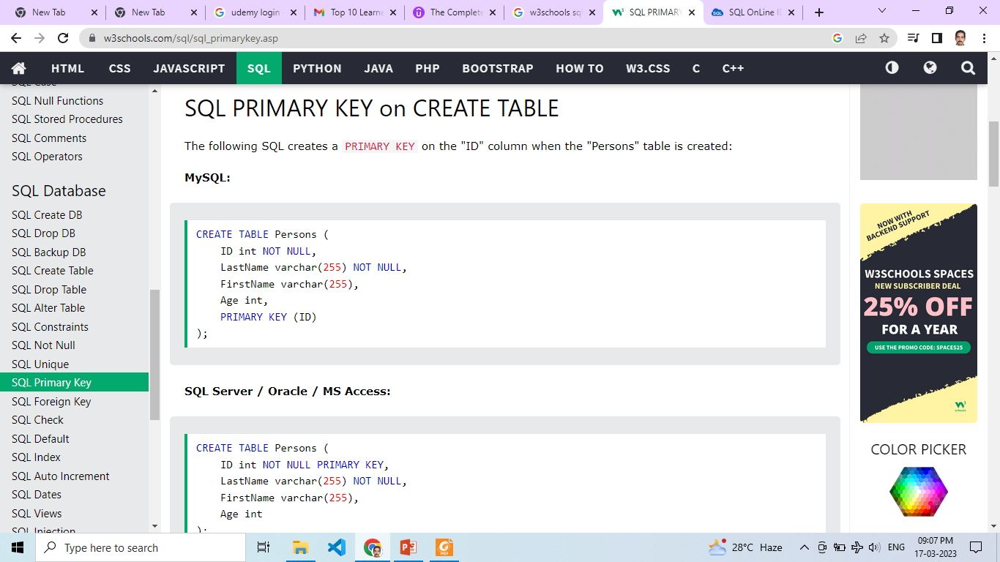 New Tab
New Tab
udemy login -
Top 10 Learne
The Complete
w3schools sq
SQL PRIMARY
SQL OnLine ID
w3schools.com/sql/sql_primarykey.asp
HTML CSS JAVASCRIPT SQL PYTHON JAVA PHP BOOTSTRAP HOW TO W3.CSS C C++
SQL Case
SQL Null Functions
SQL Stored Procedures
SQL Comments
SQL Operators
SQL Database
SQL Create DB
SQL Drop DB
SQL Backup DB
SQL Create Table
SQL Drop Table
SQL Alter Table
SQL Constraints
SQL Not Null
SQL Unique
SQL Primary Key
SQL Foreign Key
SQL Check
SQL Default
SQL Index
SQL Auto Increment
SQL Dates
SQL Views
SQL Injection
SQL PRIMARY KEY on CREATE TABLE
The following SQL creates a PRIMARY KEY on the "ID" column when the "Persons" table is created:
MySQL:
CREATE TABLE Persons (
ID int NOT NULL,
LastName varchar(255) NOT NULL,
FirstName varchar(255),
Age int,
PRIMARY KEY (ID)
);
SQL Server / Oracle / MS Access:
CREATE TABLE Persons (
ID int NOT NULL PRIMARY KEY,
LastName varchar(255) NOT NULL,
FirstName varchar(255),
Age int
);
NOW WITH
BACKEND SUPPORT
W3SCHOOLS SPACES
NEW SUBSCRIBER DEAL
25% OFF
FOR A YEAR
USE THE PROMO CODE: SPACES25
W3
schools
COLOR PICKER
Type here to search
28°C Haze
ENG
09:07 PM
17-03-2023